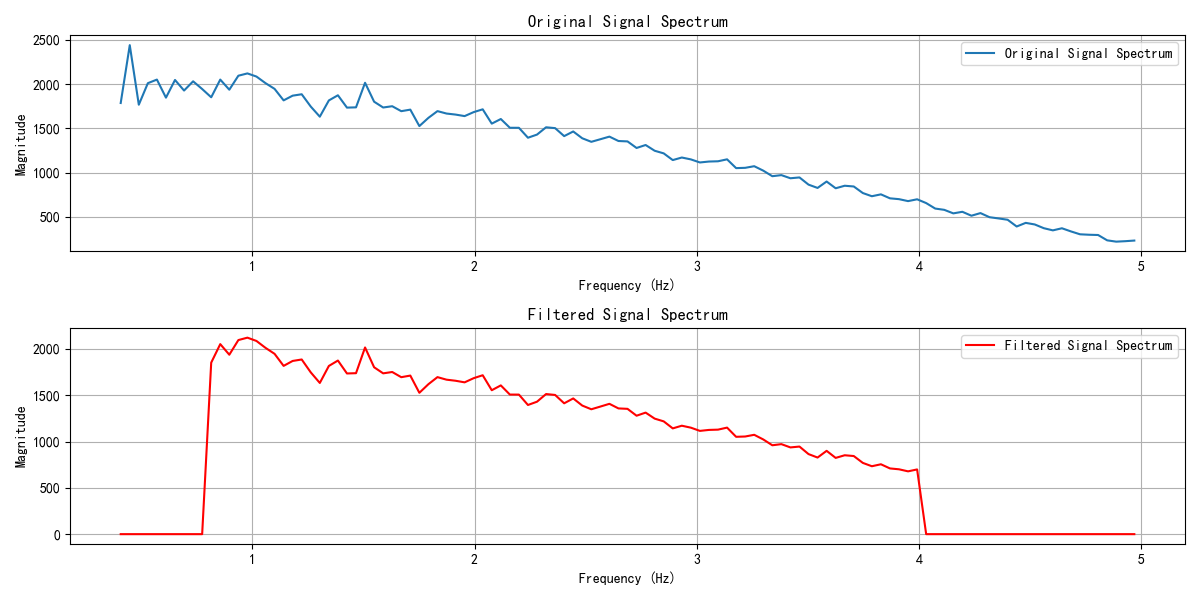 Original Signal Spectrum
2500
2000
1500
1000
500
Magnitude
Original Signal Spectrum
1 2 3 4 5
Frequency (Hz)
Filtered Signal Spectrum
2000
1500
1000
500
0
Magnitude
Filtered Signal Spectrum
1 2 3 4 5
Frequency (Hz)